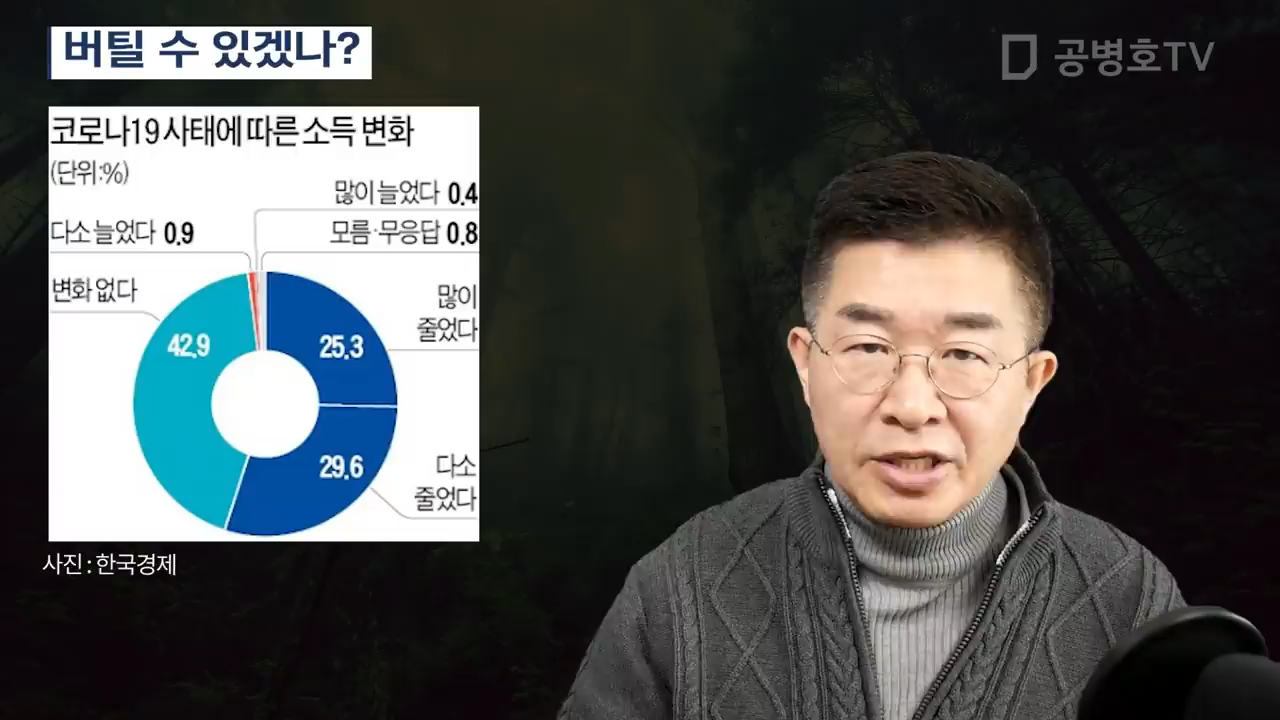 버틸 수 있겠나?
공병호TV
코로나19 사태에 따른 소득 변화
(단위:%)
많이 늘었다 0.4
다소 늘었다 0.9
모름·무응답 0.8
변화 없다
많이
줄었다
42.9
25.3
29.6
다소
줄었다
사진 : 한국경제